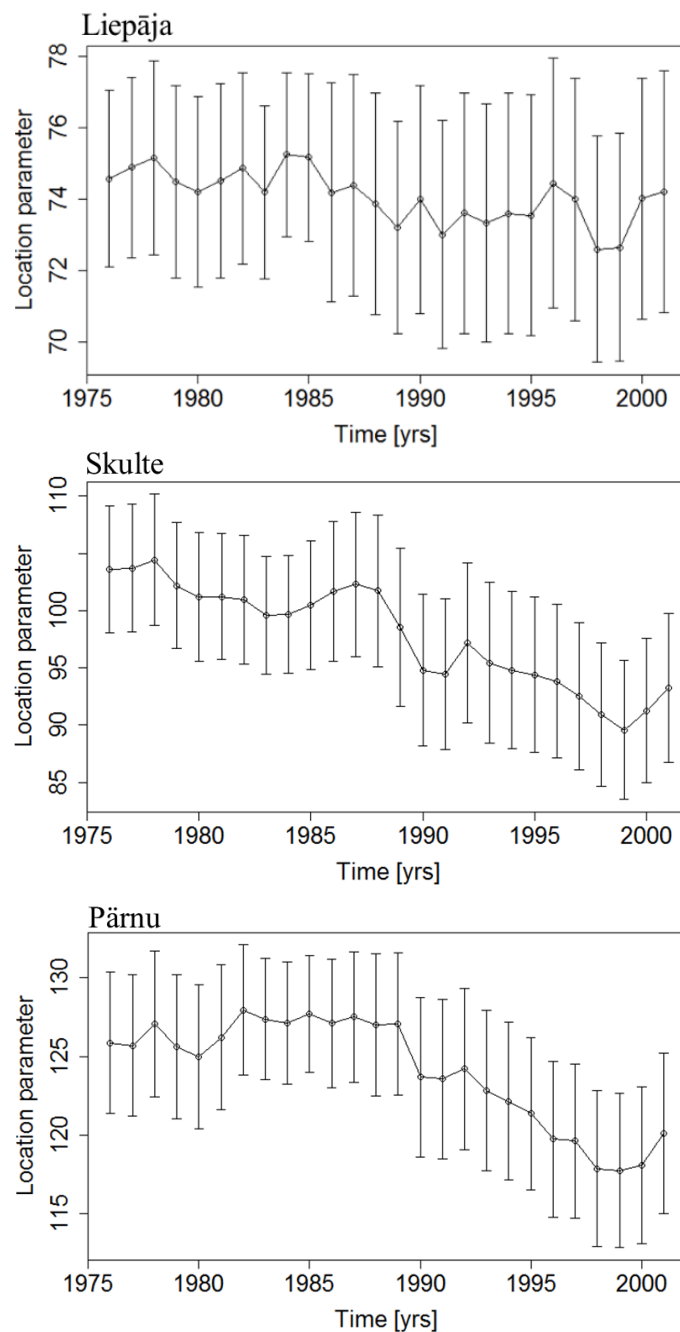 Liepāja
Location parameter
78
76
74
72
70
1975 1980 1985 1990 1995 2000
Time [yrs]
Skulte
Location parameter
110
100
95
90
85
1975 1980 1985 1990 1995 2000
Time [yrs]
Pärnu
Location parameter
130
125
120
115
1975 1980 1985 1990 1995 2000
Time [yrs]